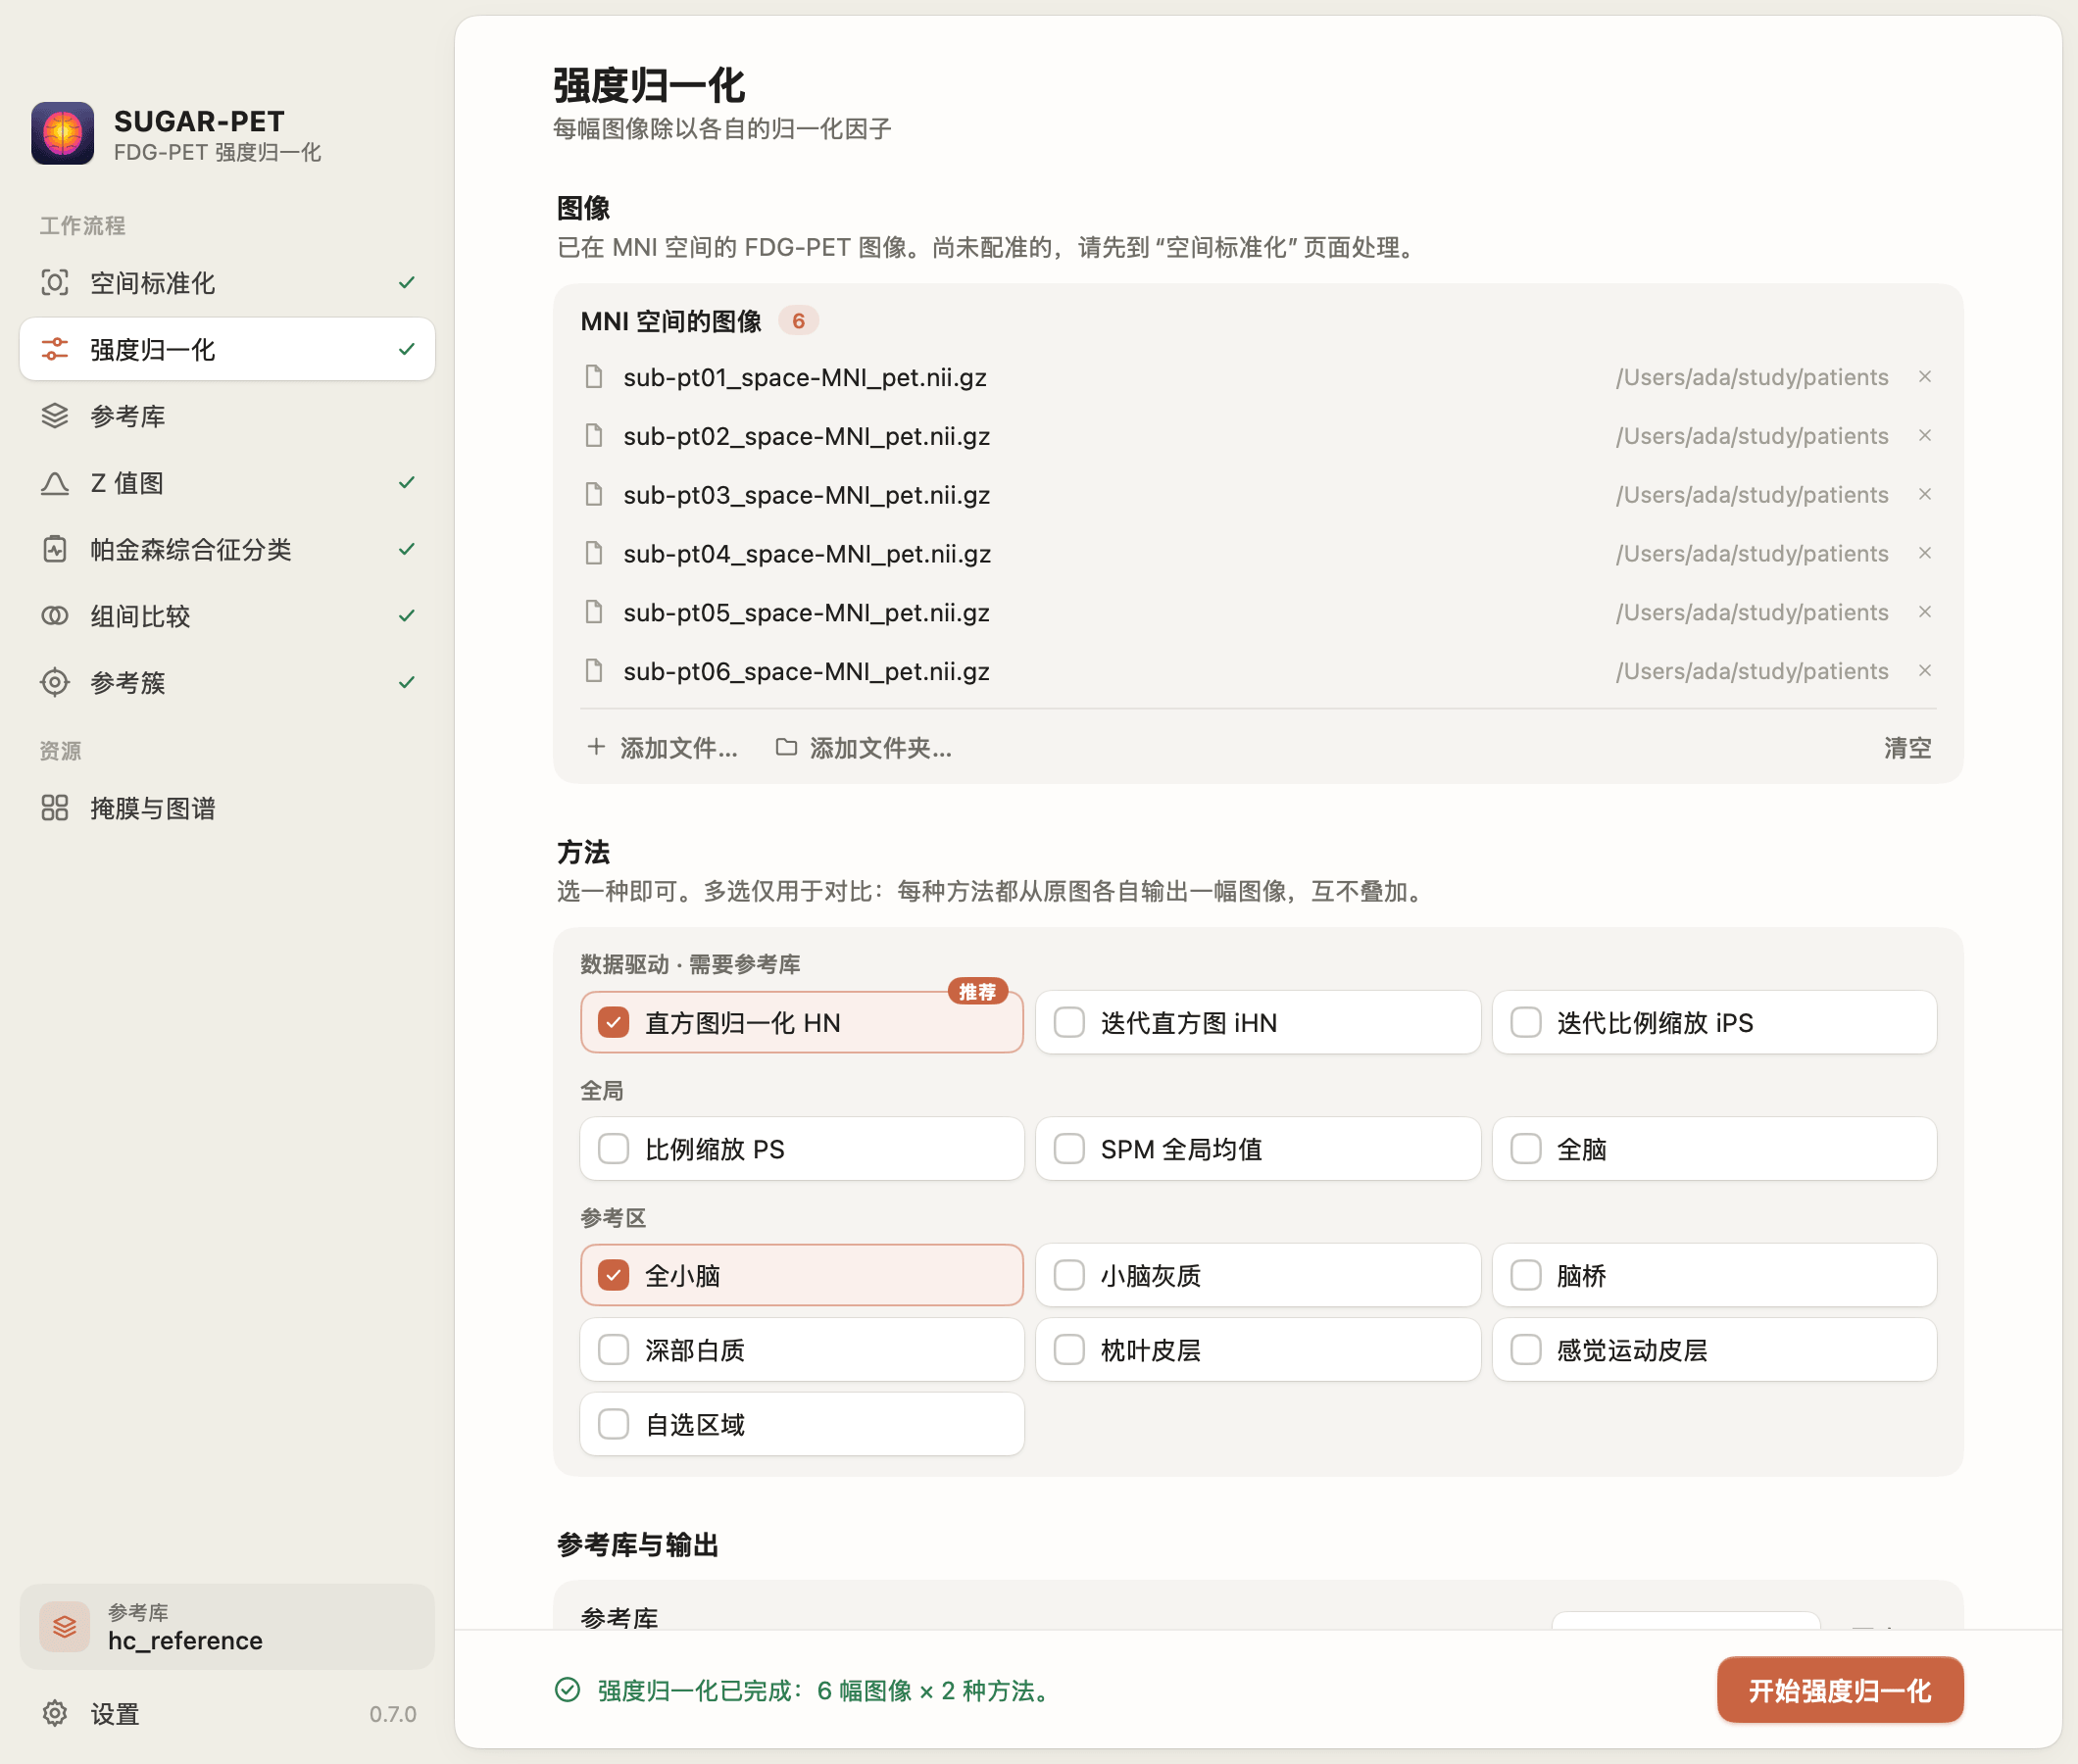 SUGAR-PET
FDG-PET 强度归一化
工作流程
空间标准化
强度归一化
参考库
Z 值图
帕金森综合征分类
组间比较
参考簇
资源
掩膜与图谱
参考库
hc_reference
设置
0.7.0
强度归一化
每幅图像除以各自的归一化因子
图像
已在 MNI 空间的 FDG-PET 图像。尚未配准的，请先到“空间标准化”页面处理。
MNI 空间的图像 6
sub-pt01_space-MNI_pet.nii.gz /Users/ada/study/patients
sub-pt02_space-MNI_pet.nii.gz /Users/ada/study/patients
sub-pt03_space-MNI_pet.nii.gz /Users/ada/study/patients
sub-pt04_space-MNI_pet.nii.gz /Users/ada/study/patients
sub-pt05_space-MNI_pet.nii.gz /Users/ada/study/patients
sub-pt06_space-MNI_pet.nii.gz /Users/ada/study/patients
添加文件... 添加文件夹... 清空
方法
选一种即可。多选仅用于对比：每种方法都从原图各自输出一幅图像，互不叠加。
数据驱动 · 需要参考库
推荐
直方图归一化 HN 迭代直方图 iHN 迭代比例缩放 iPS
全局
比例缩放 PS SPM 全局均值 全脑
参考区
全小脑 小脑灰质 脑桥
深部白质 枕叶皮层 感觉运动皮层
自选区域
参考库与输出
参考库
强度归一化已完成：6 幅图像 × 2 种方法。
开始强度归一化